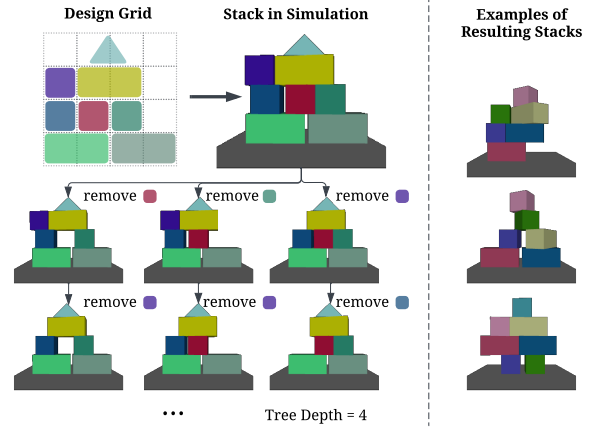 Design Grid
Stack in Simulation
Examples of
Resulting Stacks
remove
remove
remove
remove
remove
remove
...
Tree Depth = 4